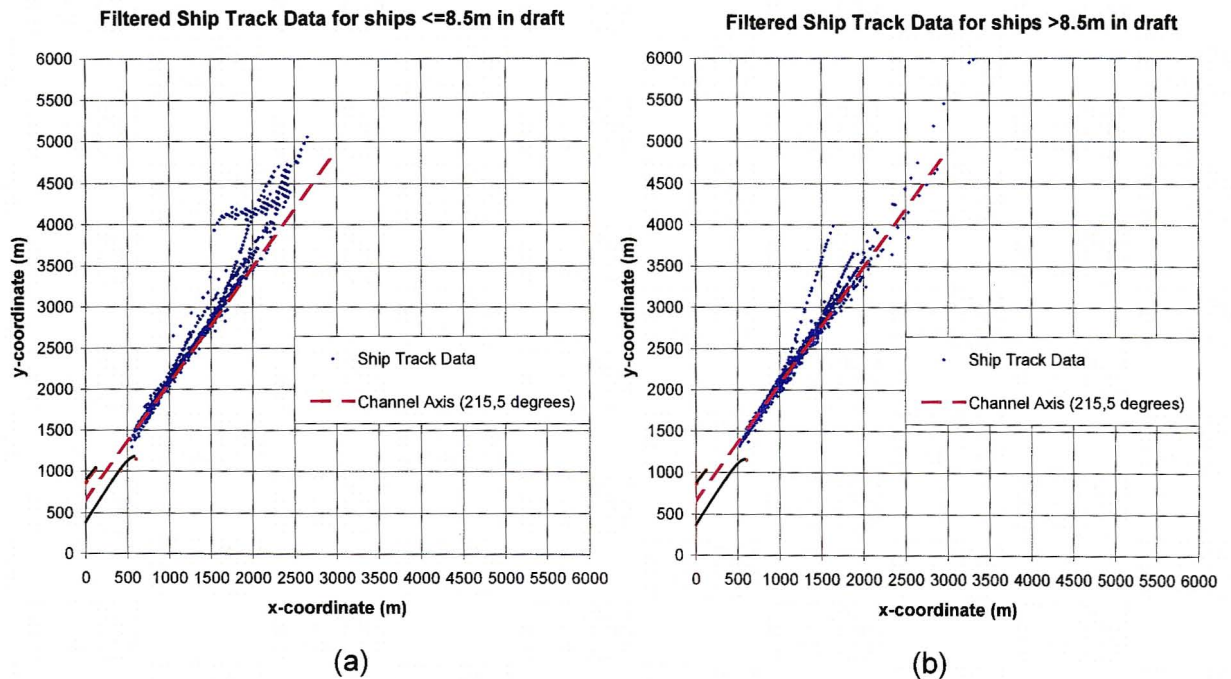 Filtered Ship Track Data for ships <=8.5m in draft
6000
5500
5000
4500
4000
3500
3000
2500
2000
1500
1000
500
0
y-coordinate (m)
Ship Track Data
Channel Axis (215,5 degrees)
0 500 1000 1500 2000 2500 3000 3500 4000 4500 5000 5500 6000
x-coordinate (m)
(a)
Filtered Ship Track Data for ships >8.5m in draft
6000
5500
5000
4500
4000
3500
3000
2500
2000
1500
1000
500
0
y-coordinate (m)
Ship Track Data
Channel Axis (215,5 degrees)
0 500 1000 1500 2000 2500 3000 3500 4000 4500 5000 5500 6000
x-coordinate (m)
(b)